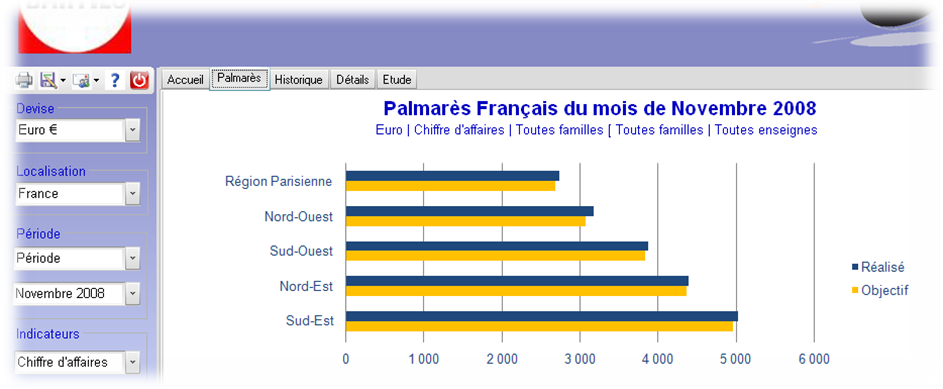 Accueil Palmarès Historique Détails Etude
Devise
Euro €
Localisation
France
Période
Période
Novembre 2008
Indicateurs
Chiffre d'affaires
Palmarès Français du mois de Novembre 2008
Euro | Chiffre d'affaires | Toutes familles [ Toutes familles | Toutes enseignes
Région Parisienne
Nord-Ouest
Sud-Ouest
Nord-Est
Sud-Est
0 1 000 2 000 3 000 4 000 5 000 6 000
Réalisé
Objectif